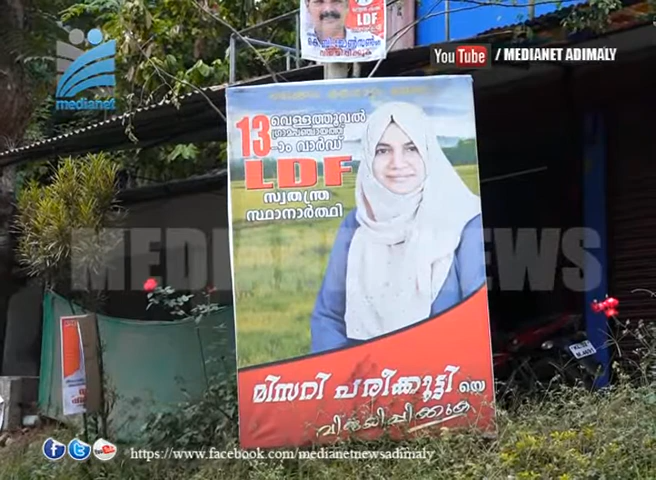 LDF
You Tube / MEDIANET ADIMALY
medianet
13 വെള്ളത്തൂവൽ
ഗ്രാമപഞ്ചായത്ത്
-ാം വാർഡ്
LDF
സ്വതന്ത്ര
സ്ഥാനാർത്ഥി
MEDIANET NEWS
മിസരി പരീക്കുട്ടി യെ
വിജയിപ്പിക്കുക
https://www.facebook.com/medianetnewsadimaly